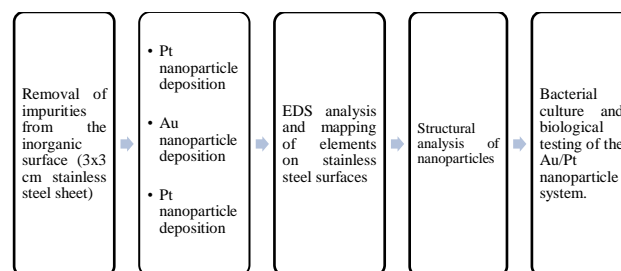 Removal of
impurities
from the
inorganic
surface (3x3
cm stainless
steel sheet)
• Pt
nanoparticle
deposition
• Au
nanoparticle
deposition
• Pt
nanoparticle
deposition
EDS analysis
and mapping
of elements
on stainless
steel surfaces
Structural
analysis of
nanoparticles
Bacterial
culture and
biological
testing of the
Au/Pt
nanoparticle
system.